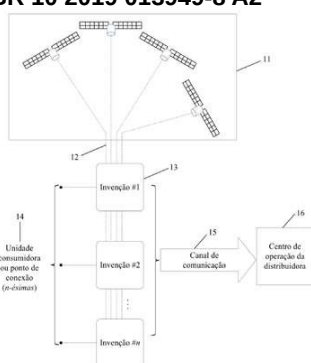 BR 10 2019 013949-8 A2
11
12
13
Invenção #1
14
Unidade
consumidora
ou ponto de
conexão
(n-ésimas)
Invenção #2
15
Canal de
comunicação
16
Centro de
operação da
distribuidora
Invenção #n